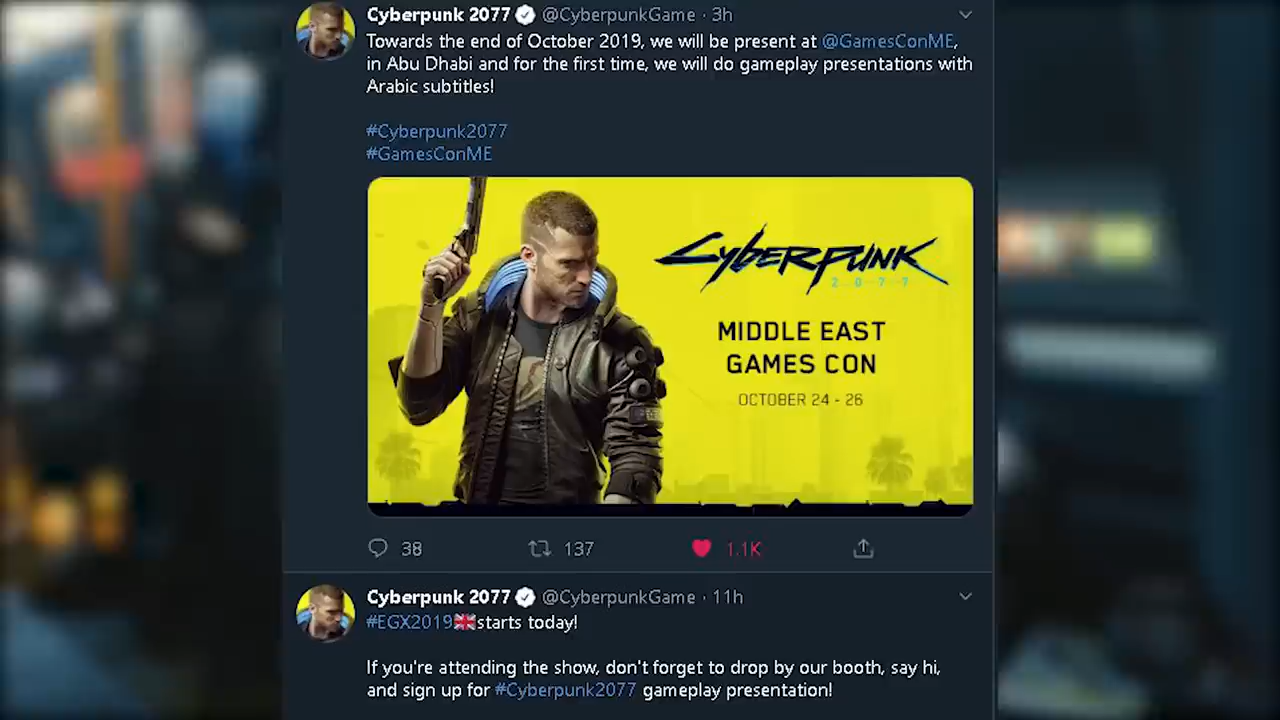 Cyberpunk 2077 @CyberpunkGame · 3h
Towards the end of October 2019, we will be present at @GamesConME,
in Abu Dhabi and for the first time, we will do gameplay presentations with
Arabic subtitles!
#Cyberpunk2077
#GamesConME
CYBERPUNK
2077
MIDDLE EAST
GAMES CON
OCTOBER 24 - 26
38 137 1.1K
Cyberpunk 2077 @CyberpunkGame · 11h
#EGX2019🇬🇧starts today!
If you're attending the show, don't forget to drop by our booth, say hi,
and sign up for #Cyberpunk2077 gameplay presentation!